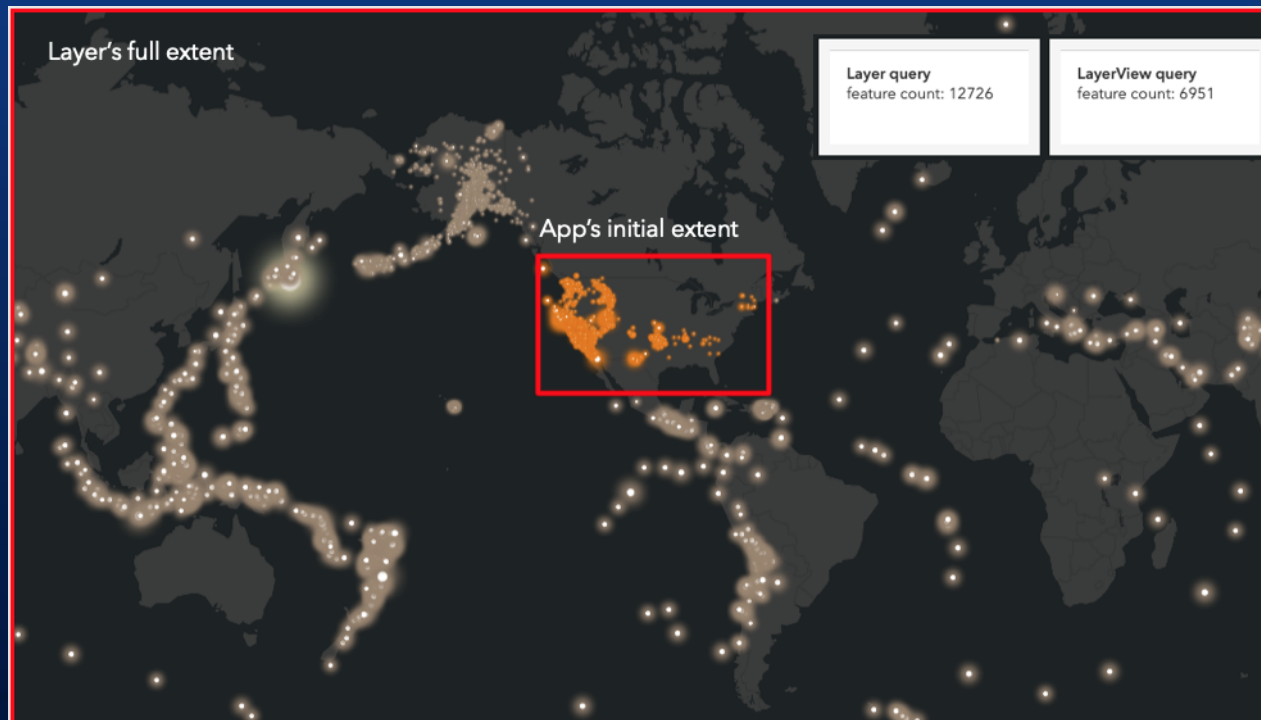 Layer's full extent
Layer query
feature count: 12726
LayerView query
feature count: 6951
App's initial extent